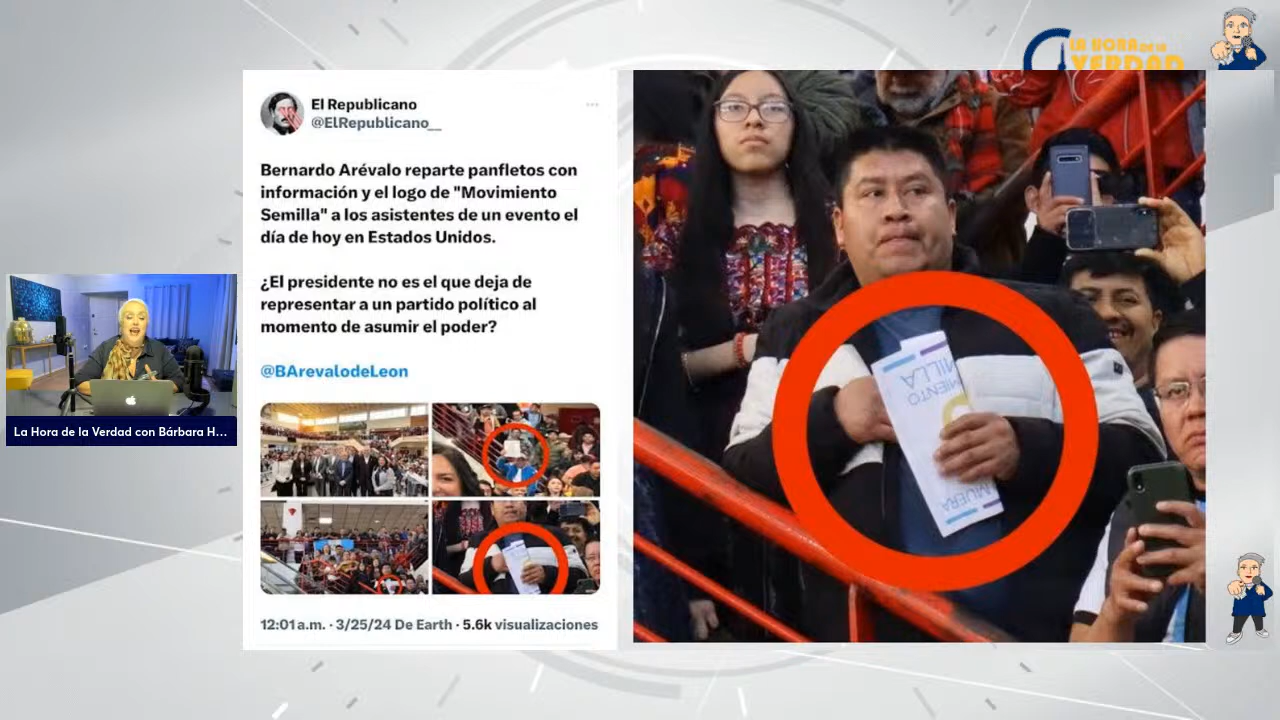 LA HORA DE LA
VERDAD
El Republicano
@ElRepublicano__
Bernardo Arévalo reparte panfletos con
información y el logo de "Movimiento
Semilla" a los asistentes de un evento el
día de hoy en Estados Unidos.
¿El presidente no es el que deja de
representar a un partido político al
momento de asumir el poder?
@BArevalodeLeon
12:01 a.m. · 3/25/24 De Earth · 5.6k visualizaciones
La Hora de la Verdad con Bárbara H...